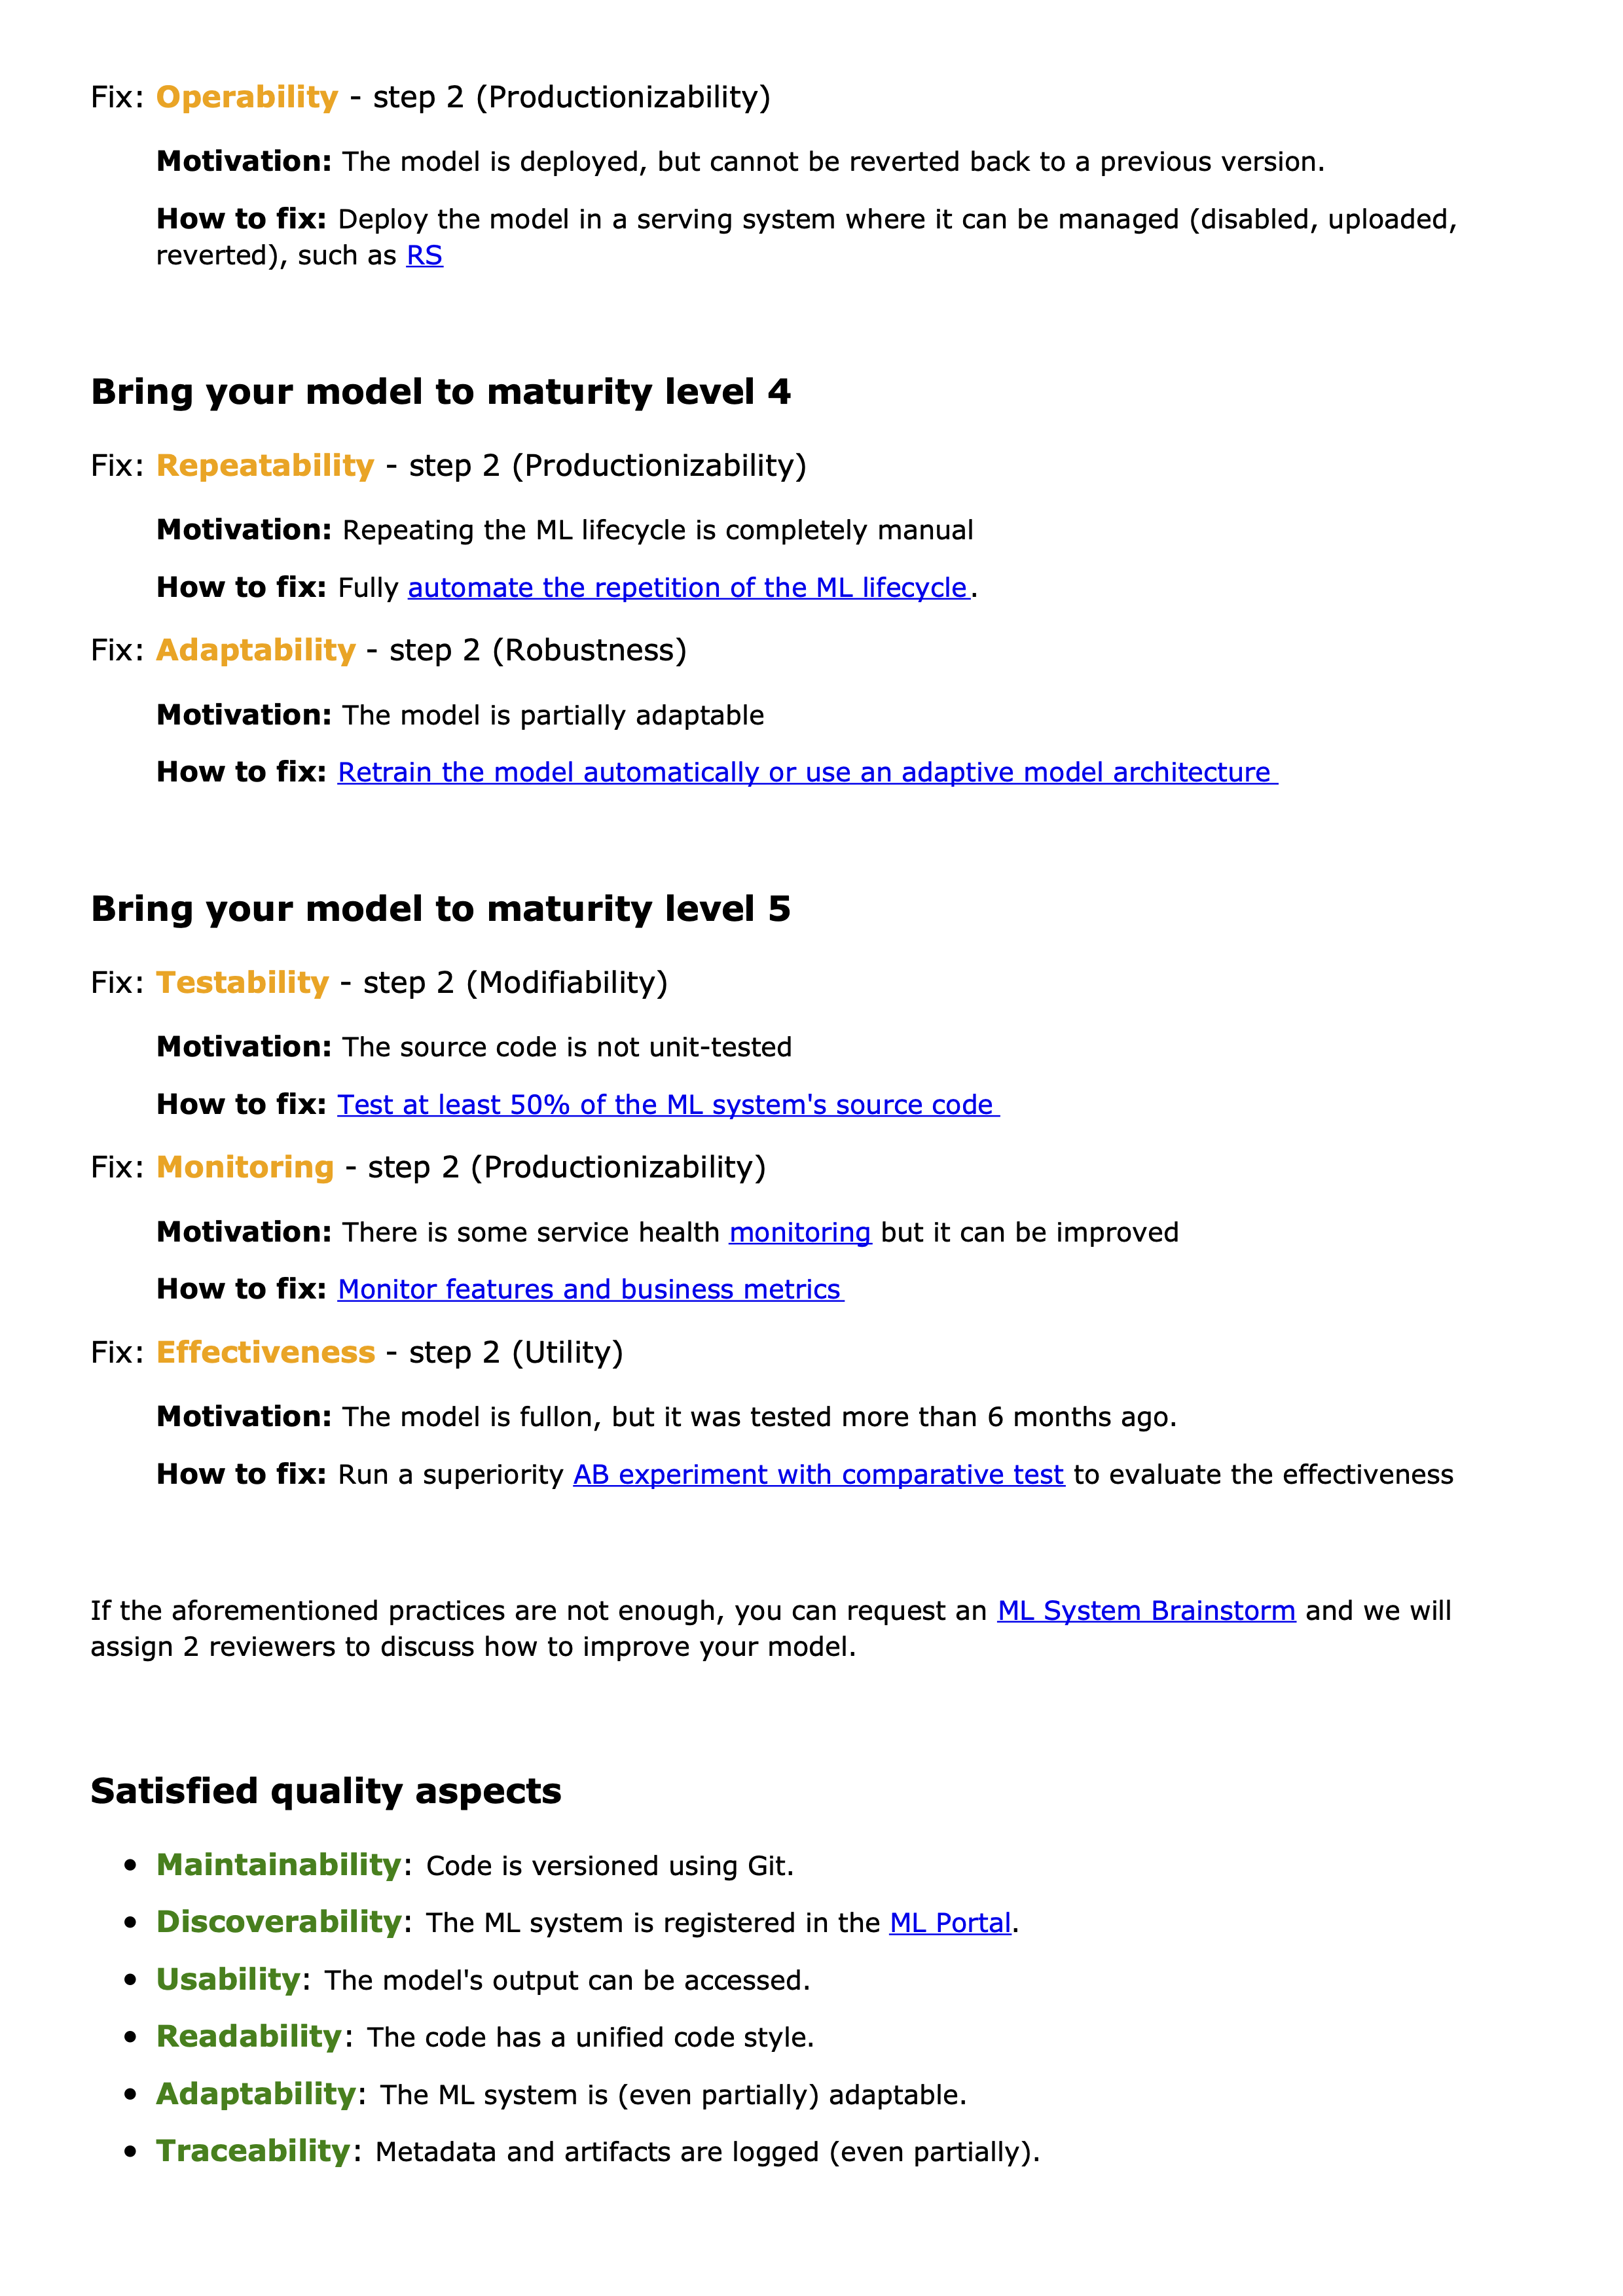 Fix: Operability - step 2 (Productionizability)
Motivation: The model is deployed, but cannot be reverted back to a previous version.
How to fix: Deploy the model in a serving system where it can be managed (disabled, uploaded,
reverted), such as RS
Bring your model to maturity level 4
Fix: Repeatability - step 2 (Productionizability)
Motivation: Repeating the ML lifecycle is completely manual
How to fix: Fully automate the repetition of the ML lifecycle.
Fix: Adaptability - step 2 (Robustness)
Motivation: The model is partially adaptable
How to fix: Retrain the model automatically or use an adaptive model architecture
Bring your model to maturity level 5
Fix: Testability - step 2 (Modifiability)
Motivation: The source code is not unit-tested
How to fix: Test at least 50% of the ML system's source code
Fix: Monitoring - step 2 (Productionizability)
Motivation: There is some service health monitoring but it can be improved
How to fix: Monitor features and business metrics
Fix: Effectiveness - step 2 (Utility)
Motivation: The model is fullon, but it was tested more than 6 months ago.
How to fix: Run a superiority AB experiment with comparative test to evaluate the effectiveness
If the aforementioned practices are not enough, you can request an ML System Brainstorm and we will
assign 2 reviewers to discuss how to improve your model.
Satisfied quality aspects
• Maintainability: Code is versioned using Git.
• Discoverability: The ML system is registered in the ML Portal.
• Usability: The model's output can be accessed.
• Readability: The code has a unified code style.
• Adaptability: The ML system is (even partially) adaptable.
• Traceability: Metadata and artifacts are logged (even partially).